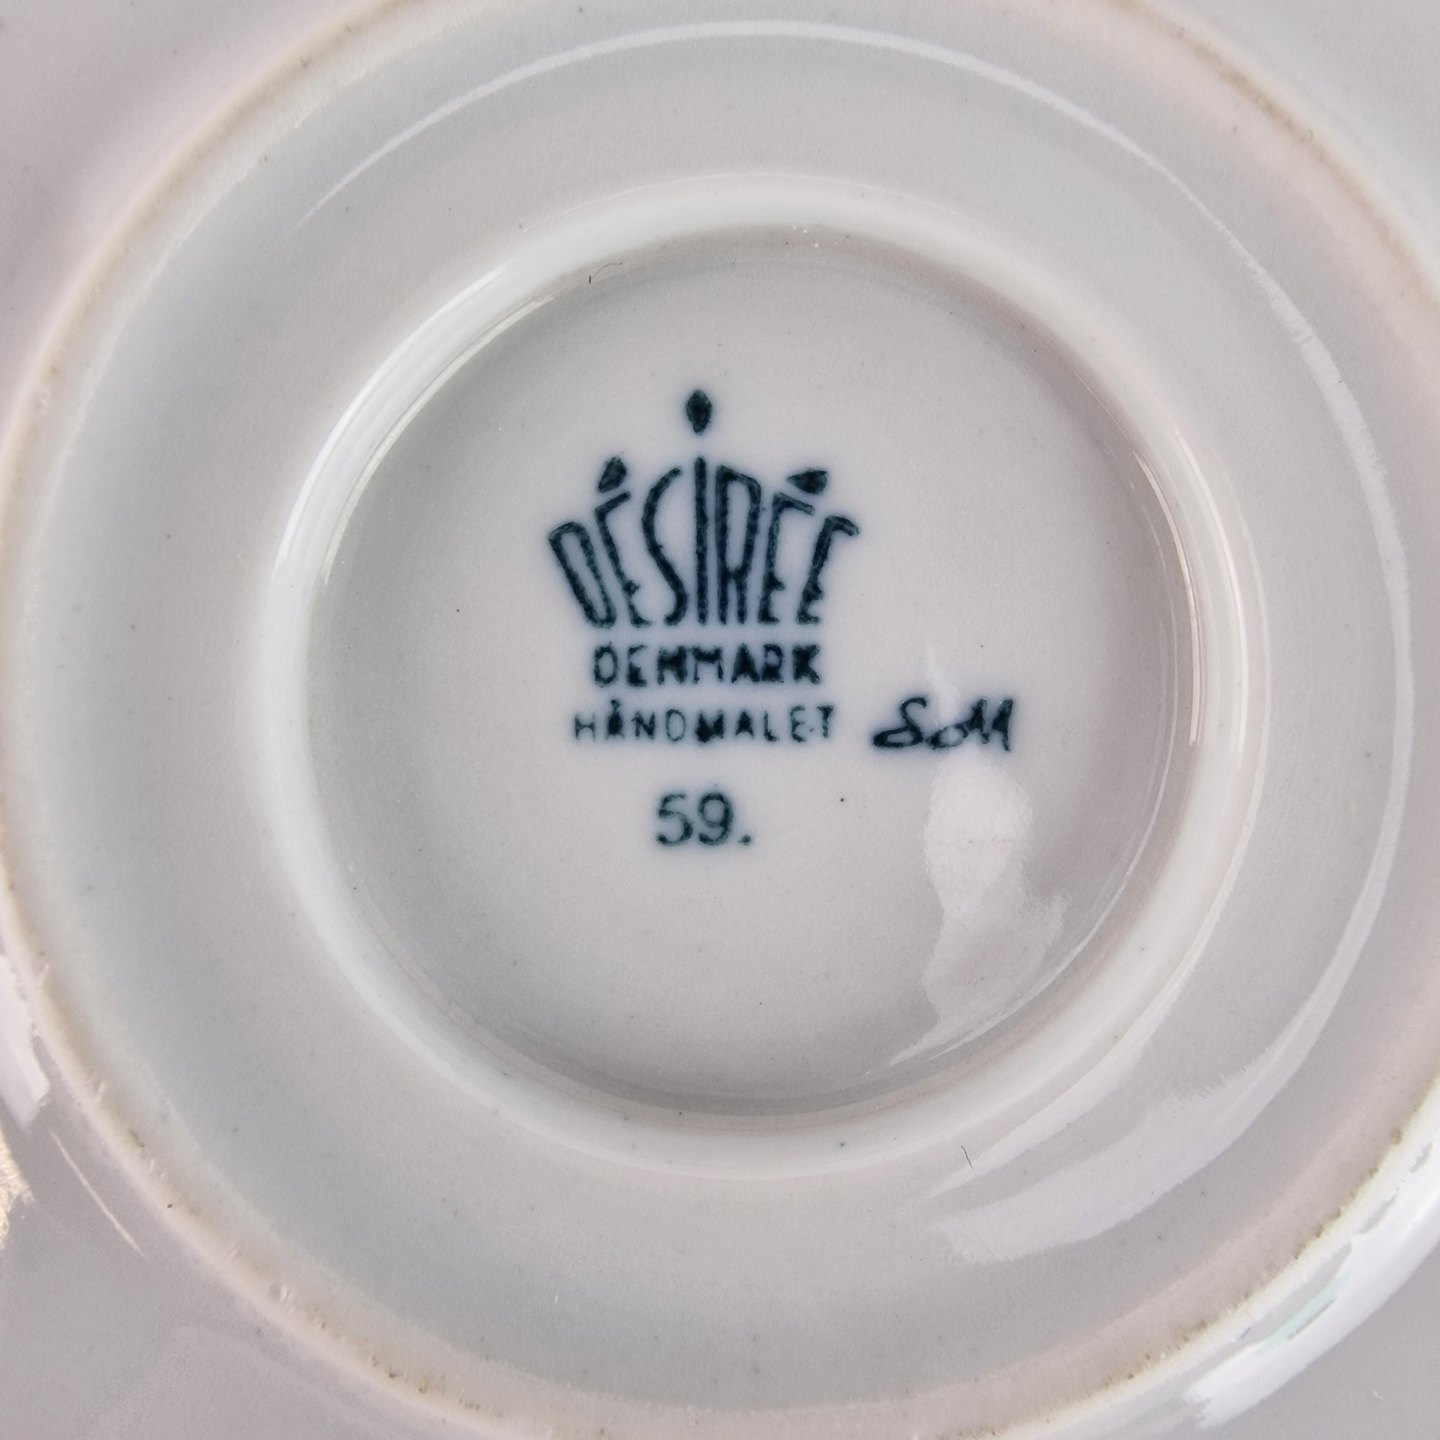 DÉSIRÉE
DENMARK
HÅNDMALET SM
59.